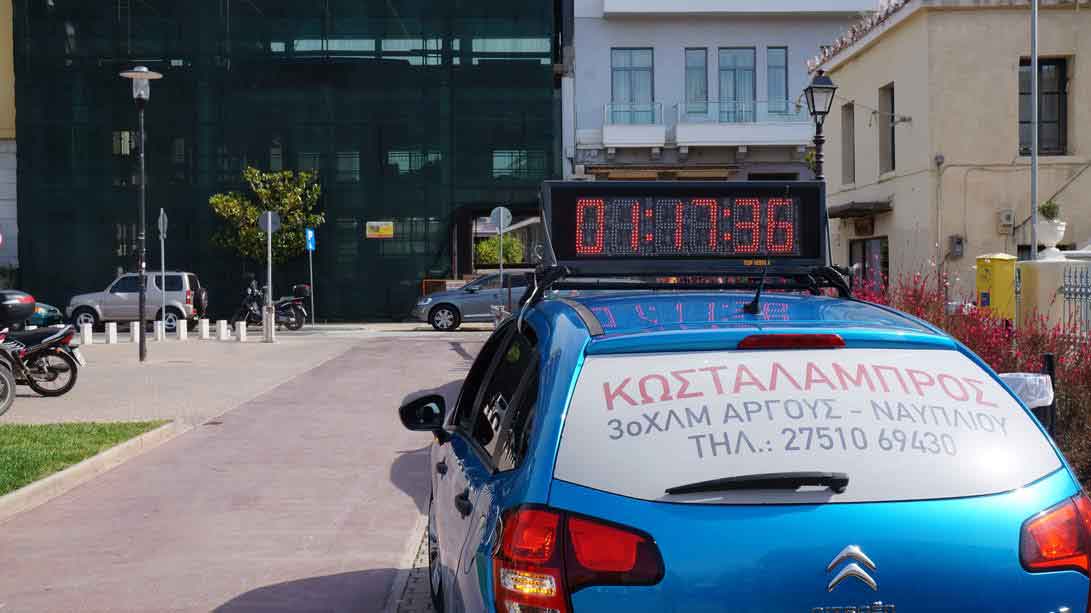 01:17:36
ΚΩΣΤΑΛΑΜΠΡΟΣ
3οΧΛΜ ΑΡΓΟΥΣ - ΝΑΥΠΛΙΟΥ
ΤΗΛ.: 27510 69430
P